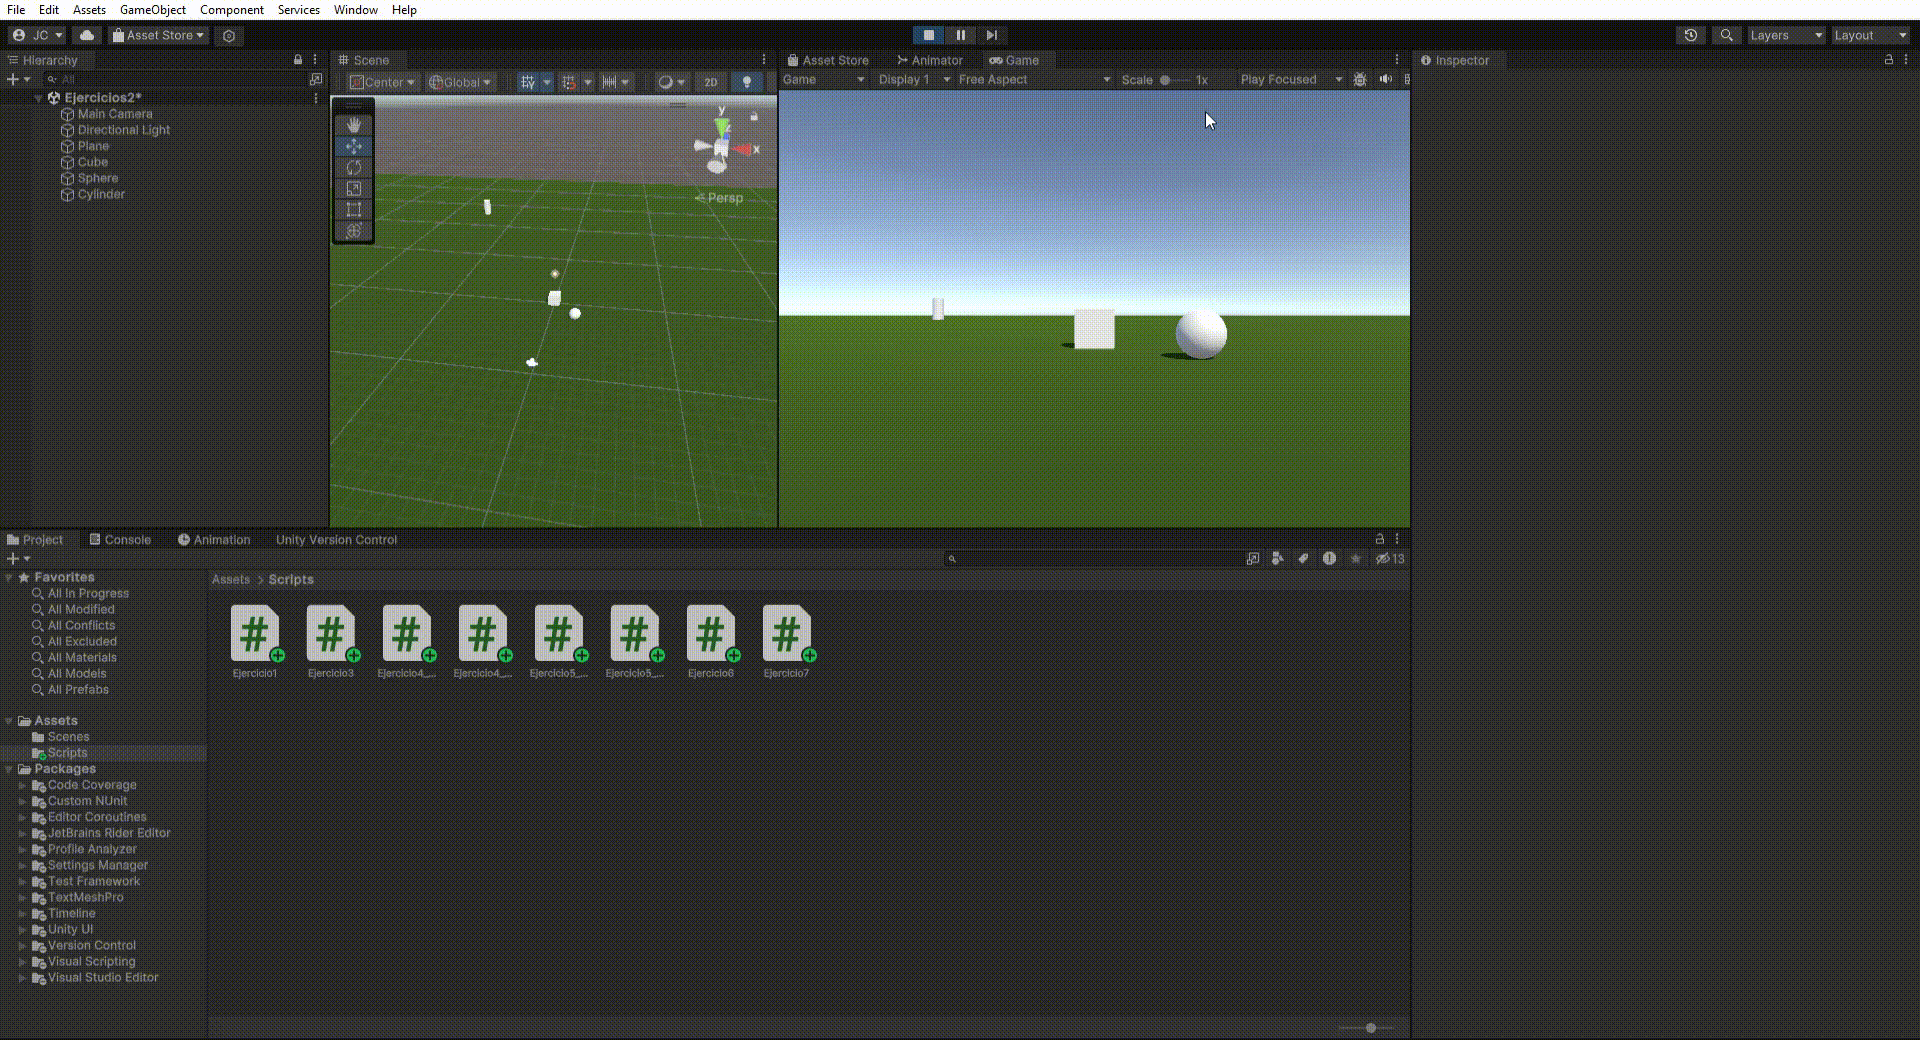 File Edit Assets GameObject Component Services Window Help
JC Asset Store Layers Layout
Hierarchy
All
Ejercicios2*
Main Camera
Directional Light
Plane
Cube
Sphere
Cylinder
Scene
Center Global 2D
y
x
Persp
Asset Store Animator Game
Game Display 1 Free Aspect Scale 1x Play Focused
Inspector
Project Console Animation Unity Version Control
13
Favorites
All In Progress
All Modified
All Conflicts
All Excluded
All Materials
All Models
All Prefabs
Assets
Scenes
Scripts
Packages
Code Coverage
Custom NUnit
Editor Coroutines
JetBrains Rider Editor
Profile Analyzer
Settings Manager
Test Framework
TextMeshPro
Timeline
Unity UI
Version Control
Visual Scripting
Visual Studio Editor
Assets > Scripts
# # # # # # # #
Ejercicio1 Ejercicio3 Ejercicio4_... Ejercicio4_... Ejercicio5_... Ejercicio5_... Ejercicio6 Ejercicio7